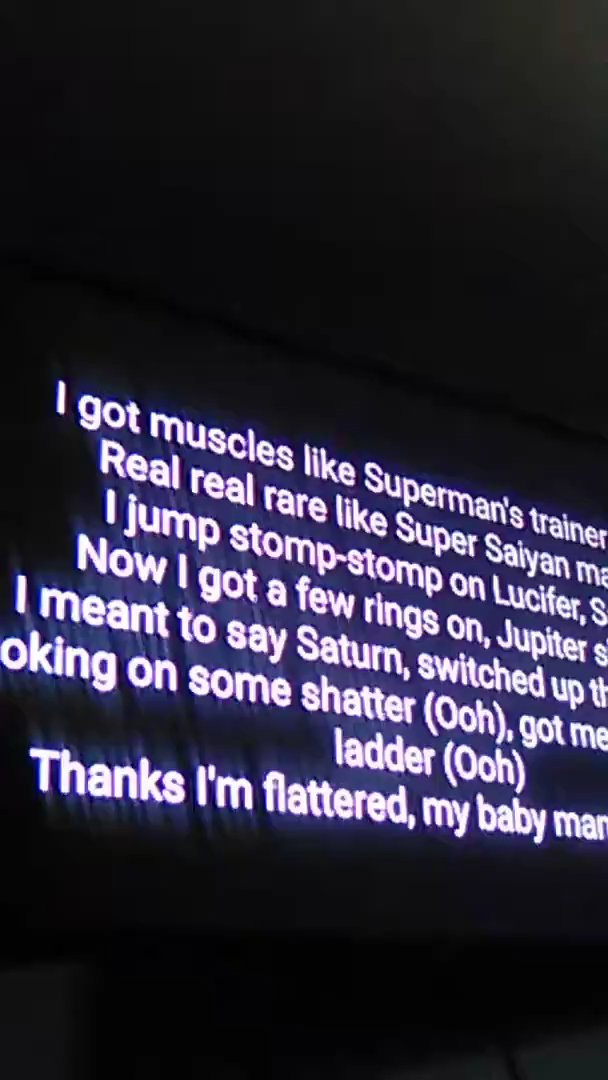 I got muscles like Superman's trainer
Real real rare like Super Saiyan
I jump stomp-stomp on Lucifer,
Now I got a few rings on, Jupiter
I meant to say Saturn, switched up
on some shatter (Ooh), got me
ladder (Ooh)
Thanks I'm flattered, my baby